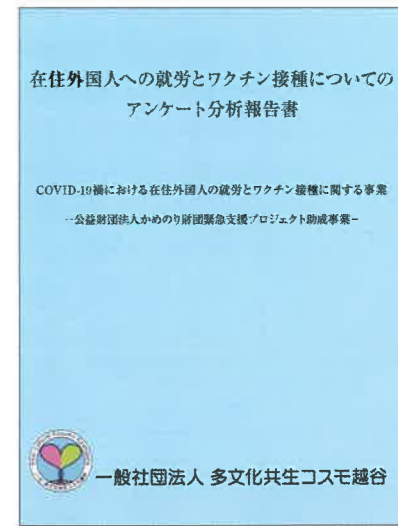 在住外国人への就労とワクチン接種についての
アンケート分析報告書
COVID-19禍における在住外国人の就労とワクチン接種に関する事業
--公益財団法人かめのり財団緊急支援プロジェクト助成事業-
一般社団法人 多文化共生コスモ越谷